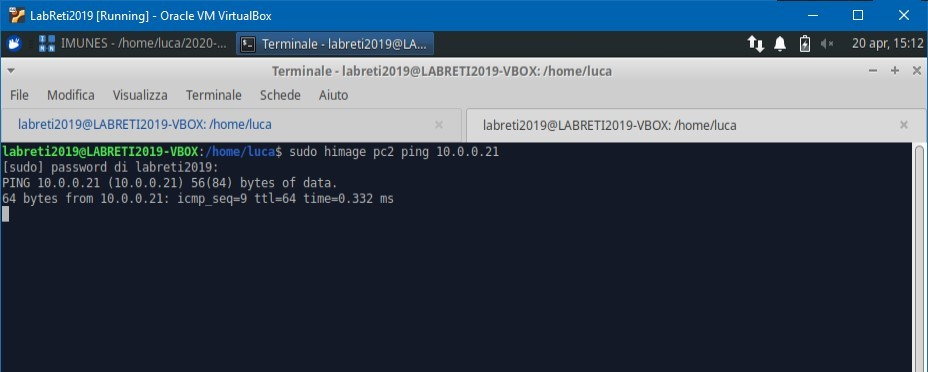 LabReti2019 [Running] - Oracle VM VirtualBox
IMUNES - /home/luca/2020-... Terminale - labreti2019@LA... 20 apr, 15:12
Terminale - labreti2019@LABRETI2019-VBOX: /home/luca
File Modifica Visualizza Terminale Schede Aiuto
labreti2019@LABRETI2019-VBOX: /home/luca labreti2019@LABRETI2019-VBOX: /home/luca
labreti2019@LABRETI2019-VBOX:/home/luca$ sudo himage pc2 ping 10.0.0.21
[sudo] password di labreti2019:
PING 10.0.0.21 (10.0.0.21) 56(84) bytes of data.
64 bytes from 10.0.0.21: icmp_seq=9 ttl=64 time=0.332 ms